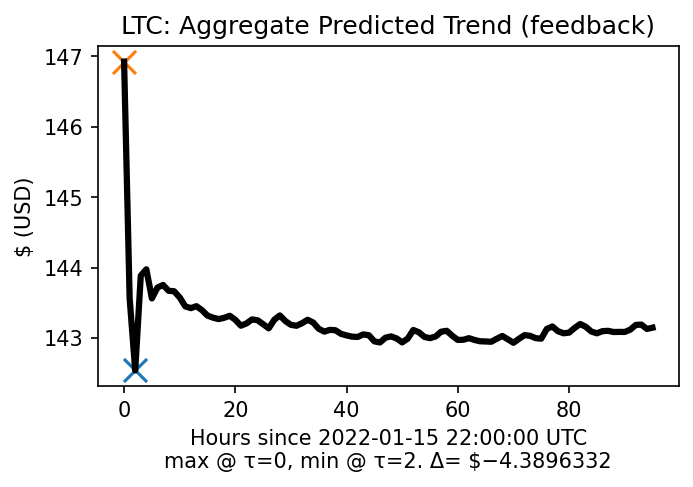 LTC: Aggregate Predicted Trend (feedback)
$ (USD)
147
146
145
144
143
0 20 40 60 80
Hours since 2022-01-15 22:00:00 UTC
max @ τ=0, min @ τ=2. Δ= $−4.3896332